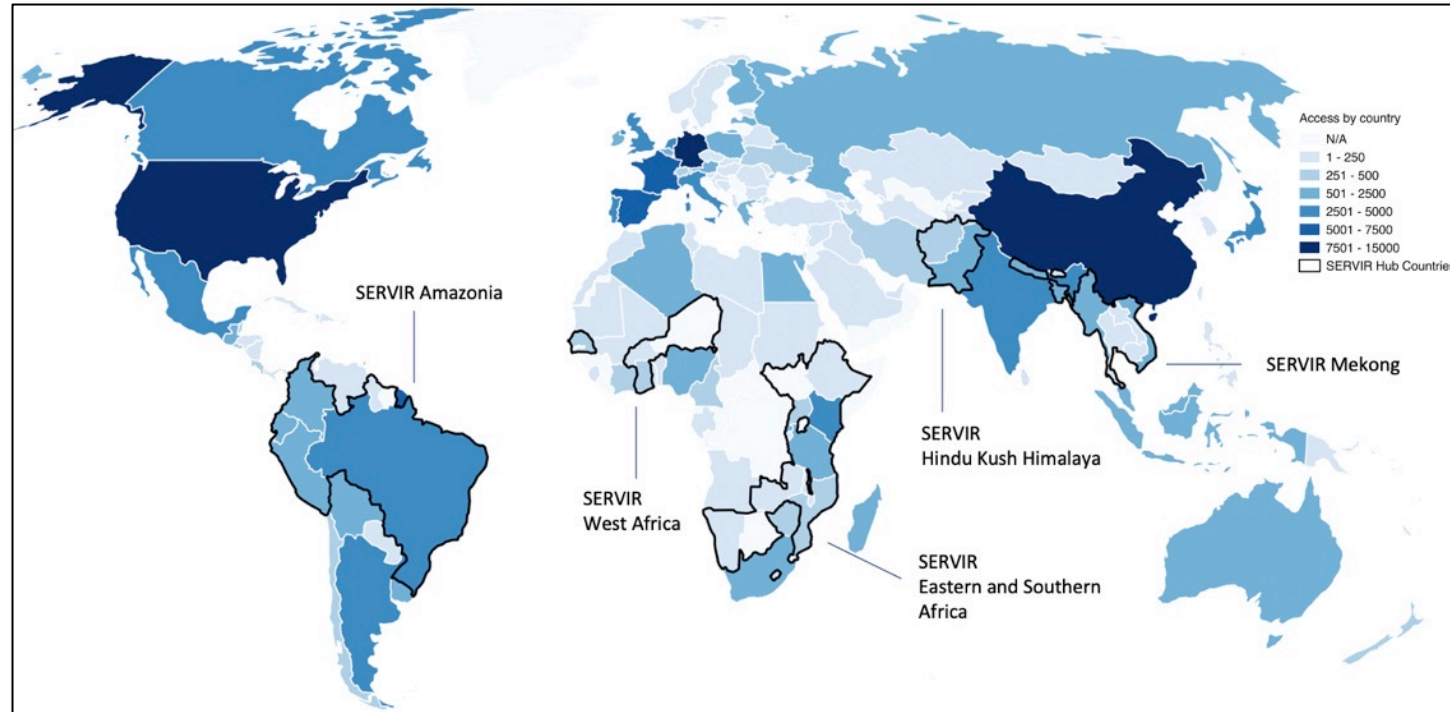 Access by country
N/A
1 - 250
251 - 500
501 - 2500
2501 - 5000
5001 - 7500
7501 - 15000
SERVIR Hub Countries
SERVIR Amazonia
SERVIR Mekong
SERVIR
Hindu Kush Himalaya
SERVIR
West Africa
SERVIR
Eastern and Southern
Africa